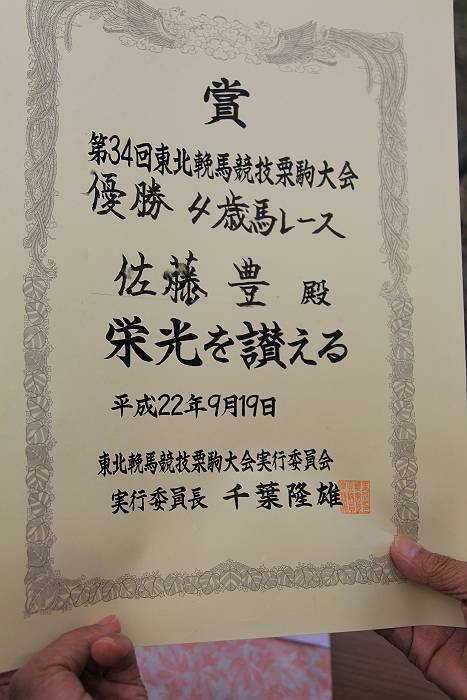 賞
第34回東北輓馬競技栗駒大会
優勝 4歳馬レース
佐藤 豊 殿
栄光を讃える
平成22年9月19日
東北輓馬競技栗駒大会実行委員会
実行委員長 千葉隆雄